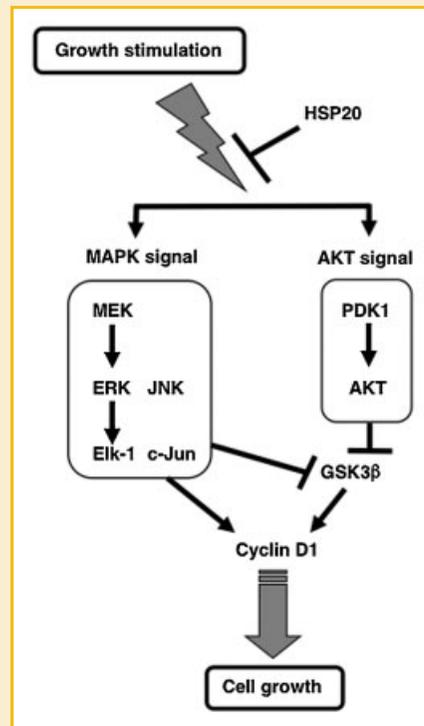 Growth stimulation
HSP20
MAPK signal
AKT signal
MEK
PDK1
ERK JNK
AKT
Elk-1 c-Jun
GSK3β
Cyclin D1
Cell growth